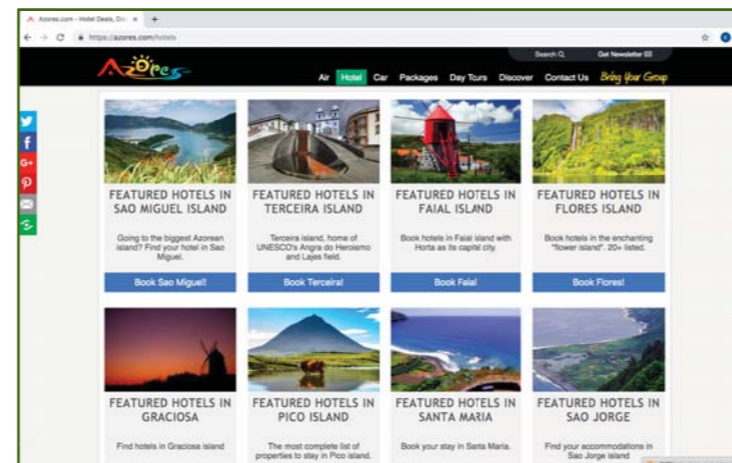 Azores.com - Hotel Deals, Dis
https://azores.com/hotels
Search
Get Newsletter
Azores
Air Hotel Car Packages Day Tours Discover Contact Us Bring Your Group
FEATURED HOTELS IN
SAO MIGUEL ISLAND
Going to the biggest Azorean
island? Find your hotel in Sao
Miguel.
Book Sao Miguel!
FEATURED HOTELS IN
TERCEIRA ISLAND
Terceira island, home of
UNESCO's Angra do Heroismo
and Lajes field.
Book Terceira!
FEATURED HOTELS IN
FAIAL ISLAND
Book hotels in Faial island with
Horta as its capital city.
Book Faial!
FEATURED HOTELS IN
FLORES ISLAND
Book hotels in the enchanting
"flower island". 20+ listed.
Book Flores!
FEATURED HOTELS IN
GRACIOSA
Find hotels in Graciosa island
FEATURED HOTELS IN
PICO ISLAND
The most complete list of
properties to stay in Pico island.
FEATURED HOTELS IN
SANTA MARIA
Book your stay in Santa Maria.
FEATURED HOTELS IN
SAO JORGE
Find your accommodations in
Sao Jorge island